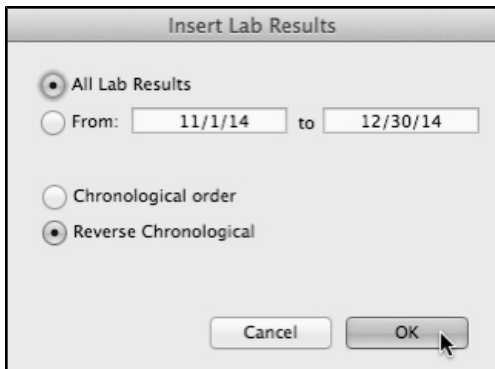 Insert Lab Results
All Lab Results
From: 11/1/14 to 12/30/14
Chronological order
Reverse Chronological
Cancel OK